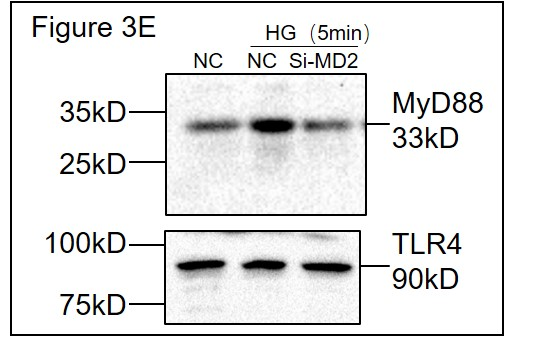 Figure 3E
HG（5min）
NC NC Si-MD2
35kD
25kD
MyD88
33kD
100kD
75kD
TLR4
90kD